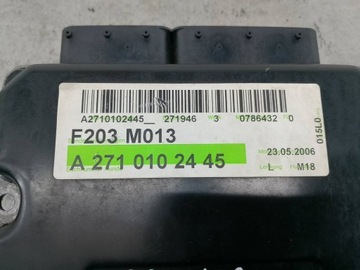 A2710102445__ 271946 3 0786432 0
F203 M013
A 271 010 24 45
23.05.2006
L M18
015L0